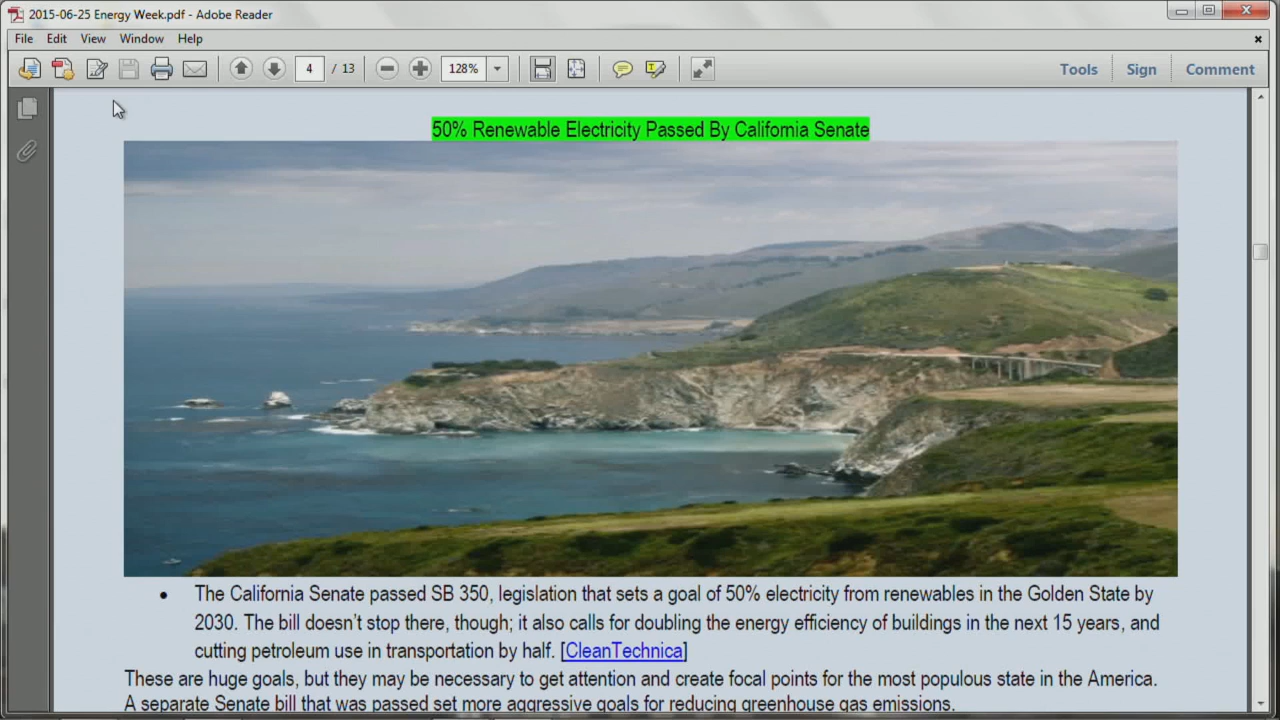 2015-06-25 Energy Week.pdf - Adobe Reader
File Edit View Window Help
4 / 13 128% Tools Sign Comment
50% Renewable Electricity Passed By California Senate
• The California Senate passed SB 350, legislation that sets a goal of 50% electricity from renewables in the Golden State by
2030. The bill doesn't stop there, though; it also calls for doubling the energy efficiency of buildings in the next 15 years, and
cutting petroleum use in transportation by half. [CleanTechnica]
These are huge goals, but they may be necessary to get attention and create focal points for the most populous state in the America.
A separate Senate bill that was passed set more aggressive goals for reducing greenhouse gas emissions.